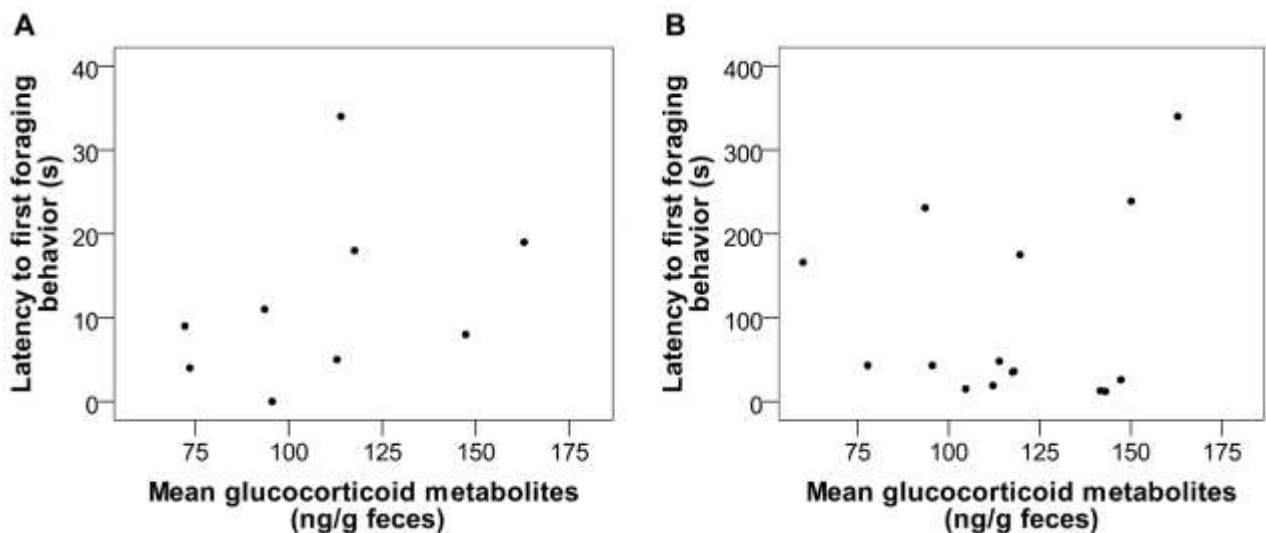 A
Latency to first foraging
behavior (s)
40
30
20
10
0
75 100 125 150 175
Mean glucocorticoid metabolites
(ng/g feces)
B
Latency to first foraging
behavior (s)
400
300
200
100
0
75 100 125 150 175
Mean glucocorticoid metabolites
(ng/g feces)